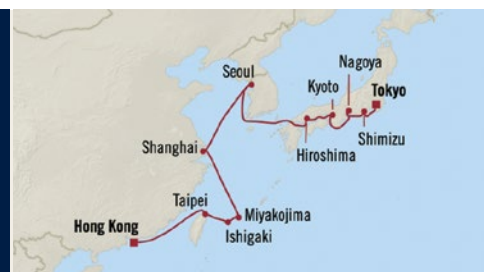 Nagoya
Seoul
Kyoto
Tokyo
Shimizu
Hiroshima
Shanghai
Taipei
Miyakojima
Ishigaki
Hong Kong